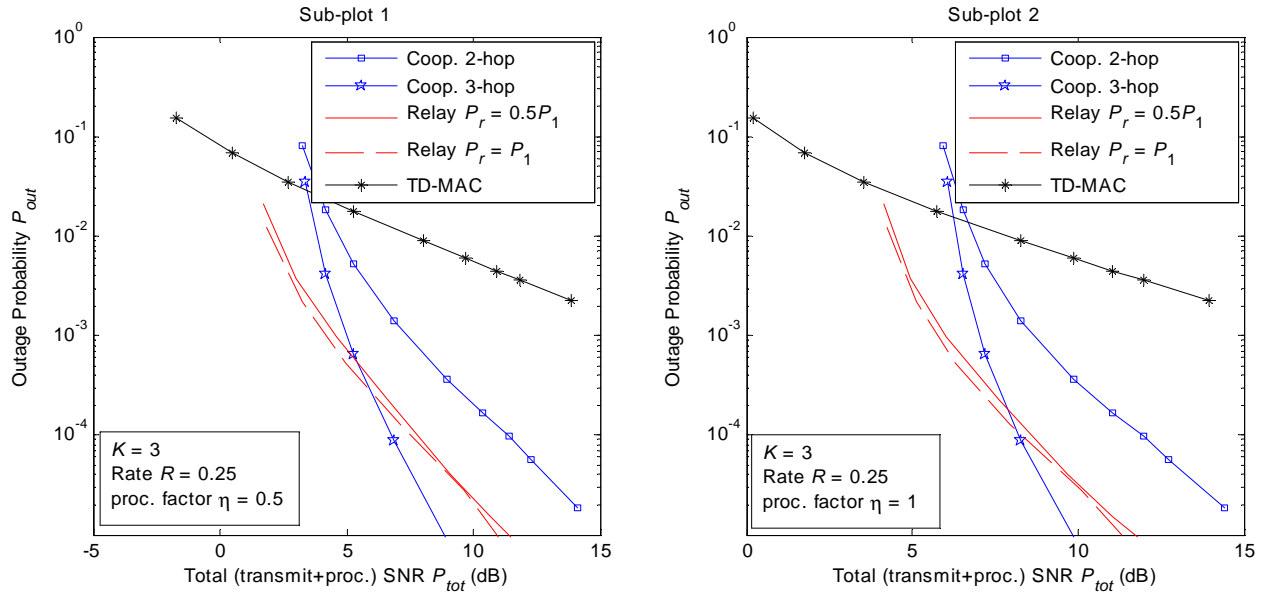 Sub-plot 1
10^0
10^-1
10^-2
10^-3
10^-4
Outage Probability P_out
-5
0
5
10
15
Total (transmit+proc.) SNR P_tot (dB)
Coop. 2-hop
Coop. 3-hop
Relay P_r = 0.5P_1
Relay P_r = P_1
TD-MAC
K = 3
Rate R = 0.25
proc. factor η = 0.5
Sub-plot 2
10^0
10^-1
10^-2
10^-3
10^-4
Outage Probability P_out
0
5
10
15
Total (transmit+proc.) SNR P_tot (dB)
Coop. 2-hop
Coop. 3-hop
Relay P_r = 0.5P_1
Relay P_r = P_1
TD-MAC
K = 3
Rate R = 0.25
proc. factor η = 1